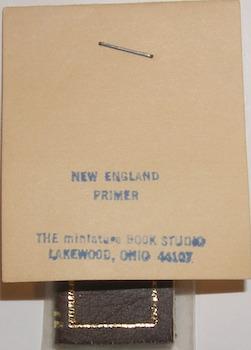 NEW ENGLAND
PRIMER
THE miniature BOOK STUDIO
LAKEWOOD, OHIO 44107